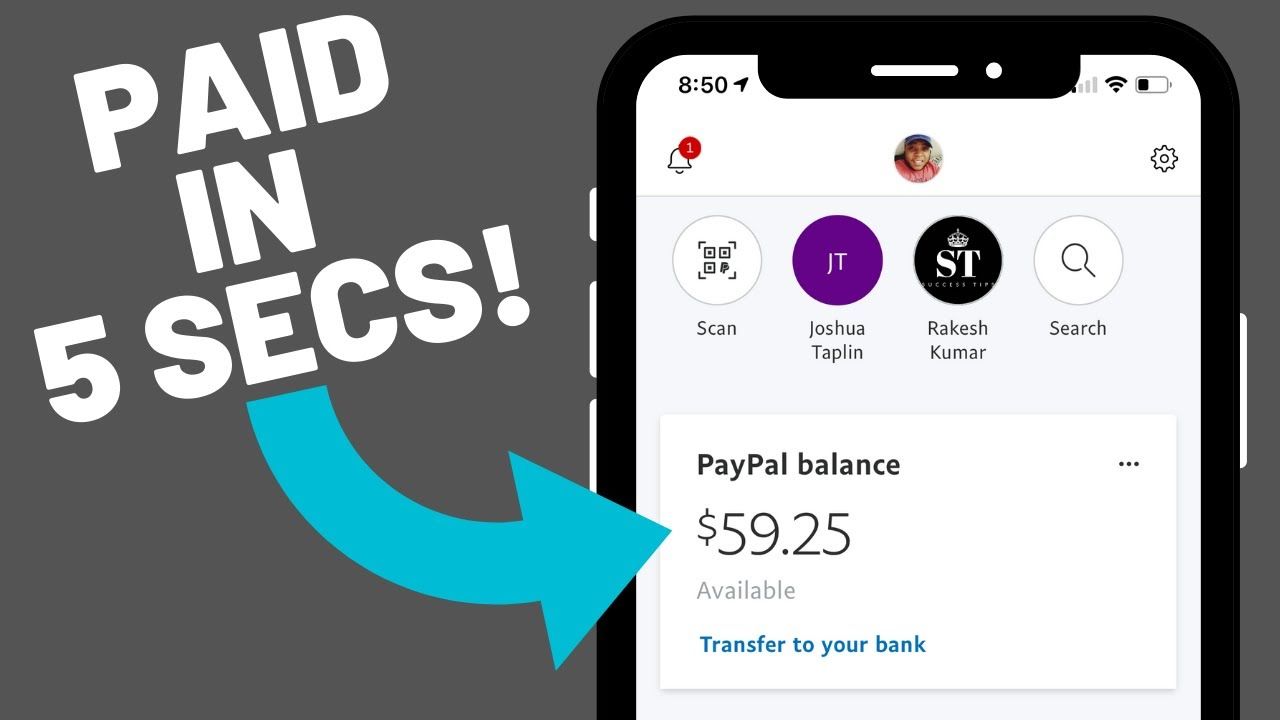 PAID
IN
5 SECS!
8:50
1
JT
ST
SUCCESS TIPS
Scan
Joshua
Taplin
Rakesh
Kumar
Search
PayPal balance
...
$59.25
Available
Transfer to your bank